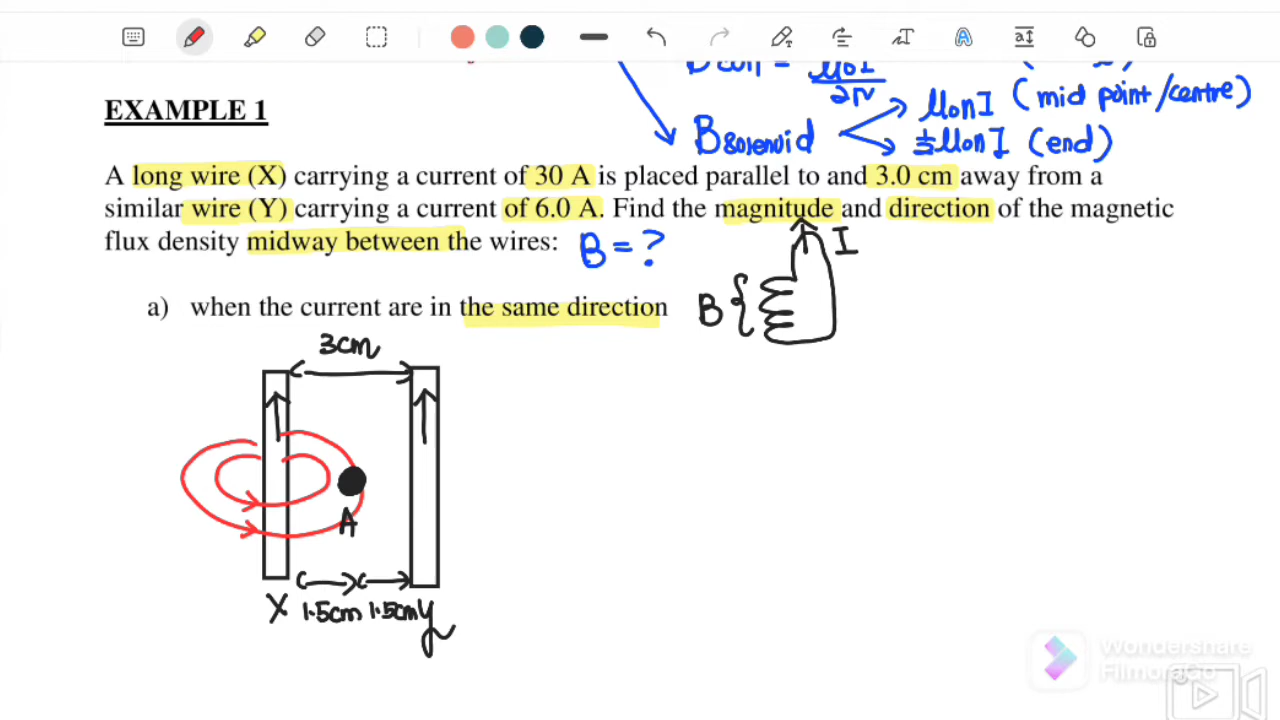 μ₀I
2r
μ₀nI (mid point/centre)
Bsolenoid
½μ₀nI (end)
EXAMPLE 1
A long wire (X) carrying a current of 30 A is placed parallel to and 3.0 cm away from a
similar wire (Y) carrying a current of 6.0 A. Find the magnitude and direction of the magnetic
flux density midway between the wires:
B = ?
I
B
a) when the current are in the same direction
3cm
A
X 1.5cm 1.5cm Y
Wondershare
FilmoraGo